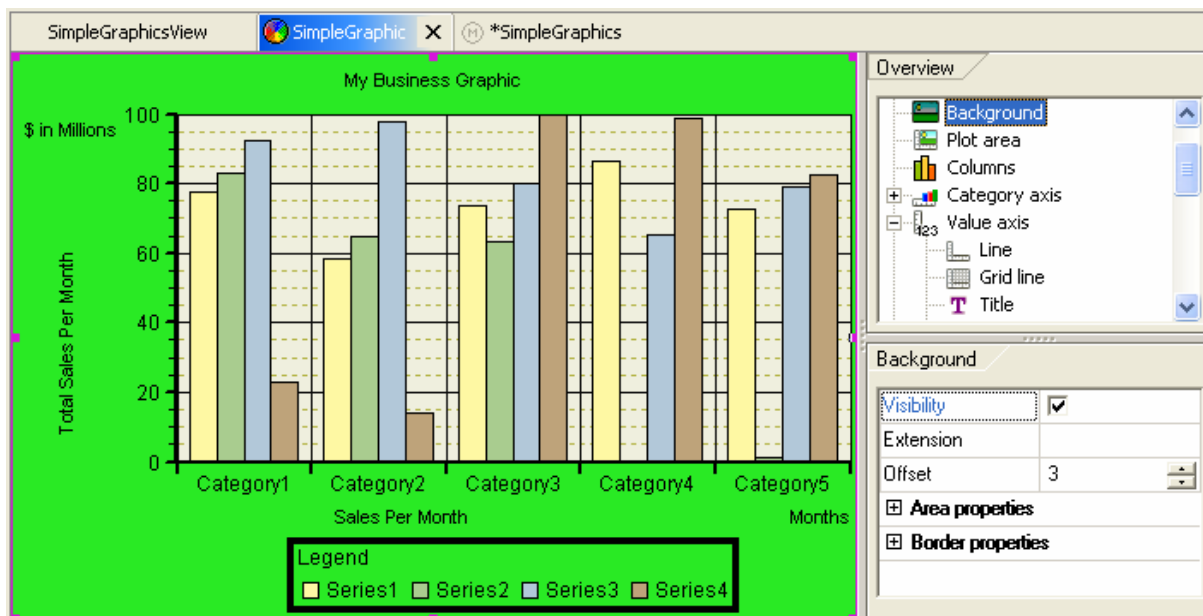 SimpleGraphicsView
SimpleGraphic
M *SimpleGraphics
My Business Graphic
$ in Millions
100
80
60
40
20
0
Total Sales Per Month
Category1 Category2 Category3 Category4 Category5
Sales Per Month
Months
Legend
Series1 Series2 Series3 Series4
Overview
Background
Plot area
Columns
Category axis
123 Value axis
Line
Grid line
T Title
Background
Visibility
Extension
Offset 3
Area properties
Border properties